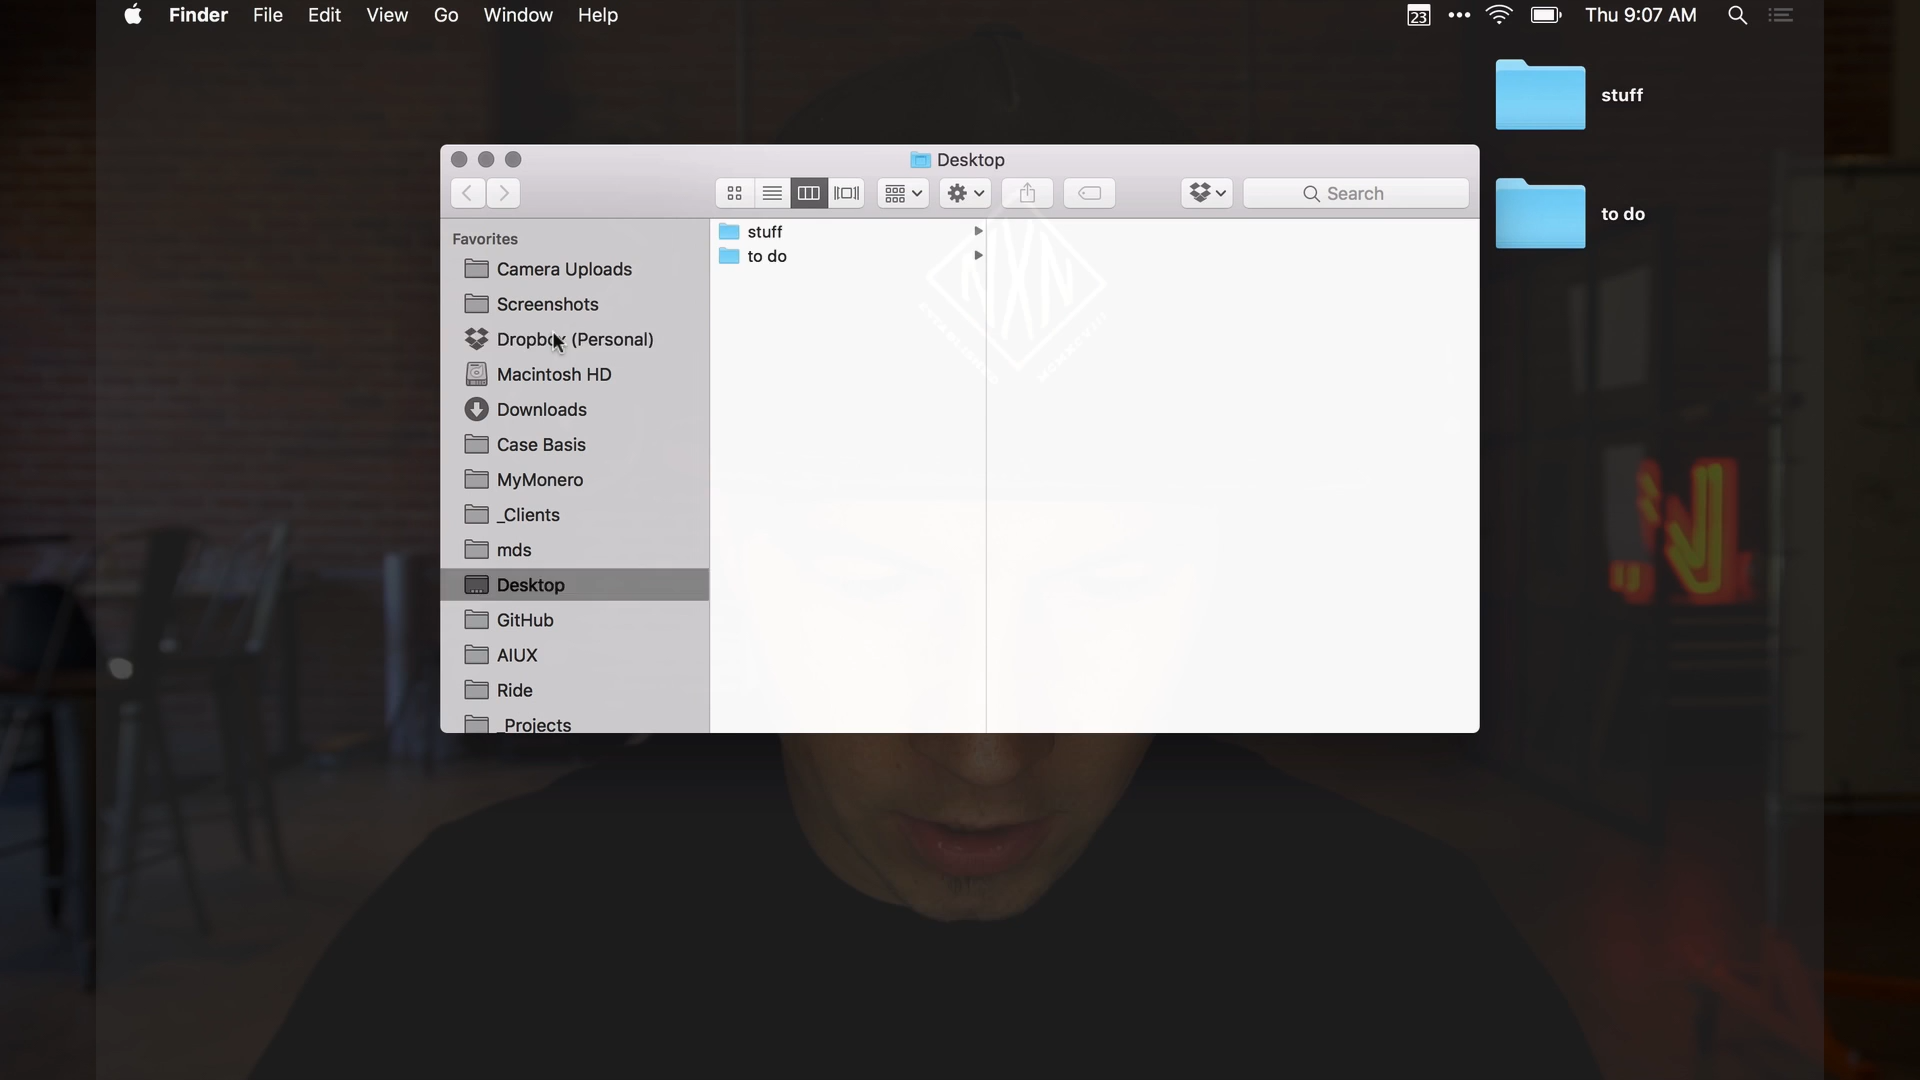 Finder File Edit View Go Window Help
23 Thu 9:07 AM
stuff
to do
Desktop
Search
Favorites
Camera Uploads
Screenshots
Dropbox (Personal)
Macintosh HD
Downloads
Case Basis
MyMonero
_Clients
mds
Desktop
GitHub
AIUX
Ride
_Projects
stuff
to do
NXN
ESTABLISHED